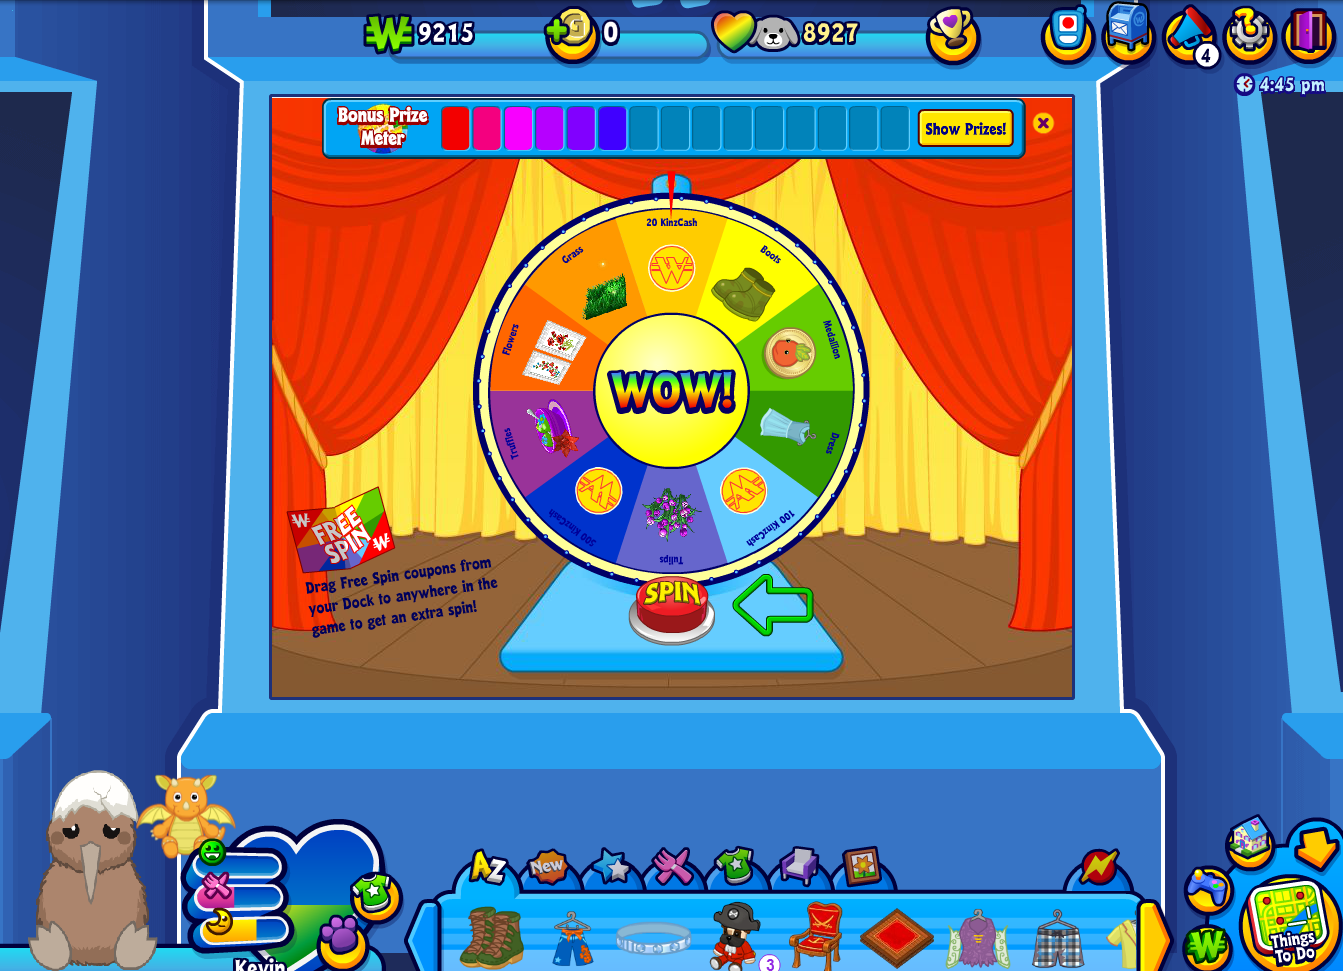 9215
0
8927
4
4:45 pm
Bonus Prize
Meter
Show Prizes!
20 KinzCash
Boots
Medallion
Dress
100 KinzCash
Tulips
500 KinzCash
Truffles
Flowers
Grass
WOW!
SPIN
FREE
SPIN
Drag Free Spin coupons from
your Dock to anywhere in the
game to get an extra spin!
AZ
New
Kevin
3
Things
To Do